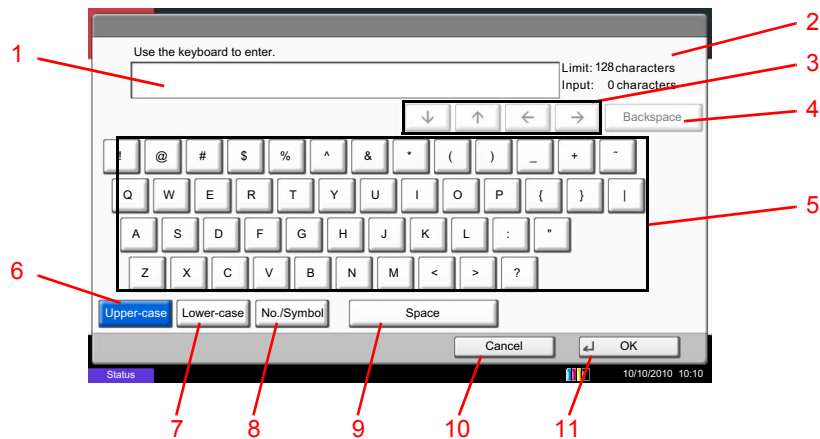 Use the keyboard to enter.
2
1
Limit: 128 characters
3
Input: 0 characters
↓ ↑ ← → Backspace 4
! @ # $ % ^ & * ( ) _ + ~
Q W E R T Y U I O P { } |
5
A S D F G H J K L : "
Z X C V B N M < > ?
6
Upper-case Lower-case No./Symbol Space
Cancel OK
Status 10/10/2010 10:10
7 8 9 10 11